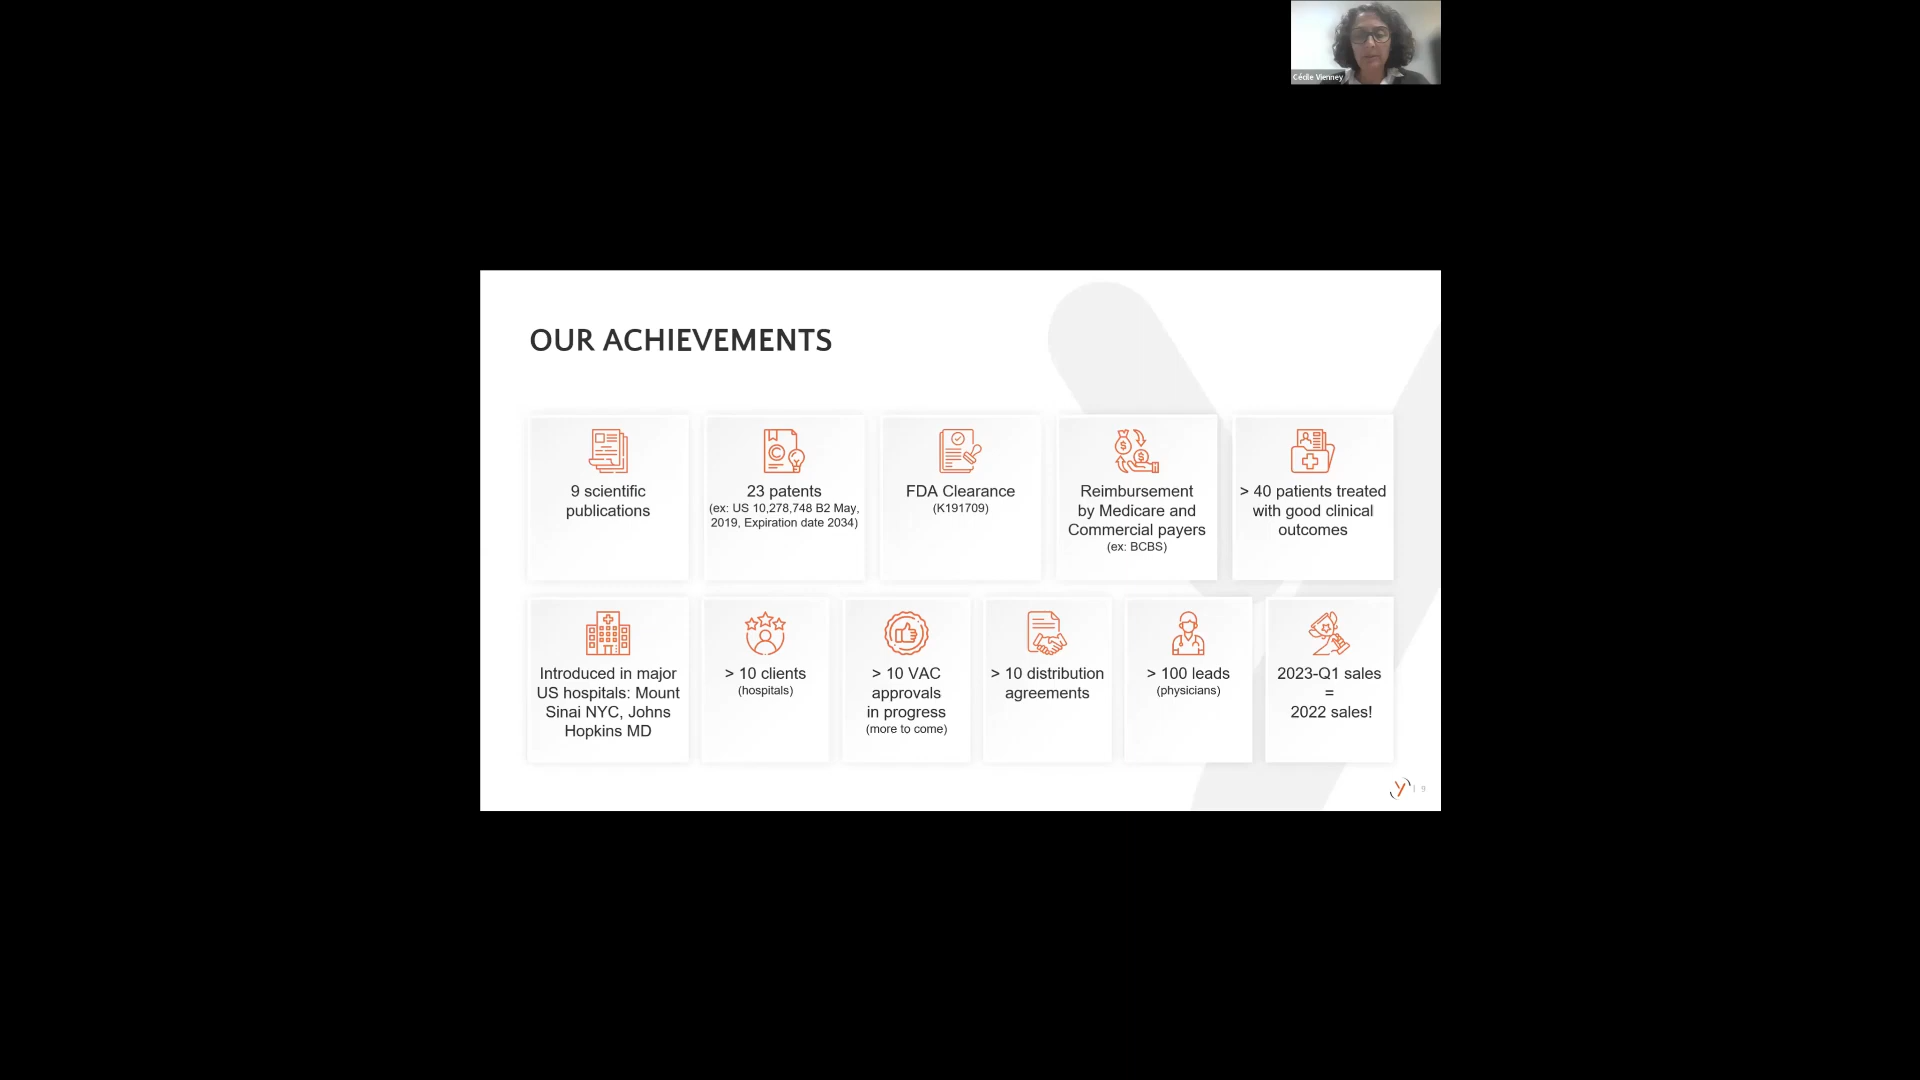 Cécile Vienney
OUR ACHIEVEMENTS
9 scientific
publications
23 patents
(ex: US 10,278,748 B2 May,
2019, Expiration date 2034)
FDA Clearance
(K191709)
Reimbursement
by Medicare and
Commercial payers
(ex: BCBS)
> 40 patients treated
with good clinical
outcomes
Introduced in major
US hospitals: Mount
Sinai NYC, Johns
Hopkins MD
> 10 clients
(hospitals)
> 10 VAC
approvals
in progress
(more to come)
> 10 distribution
agreements
> 100 leads
(physicians)
2023-Q1 sales
=
2022 sales!
y | 9